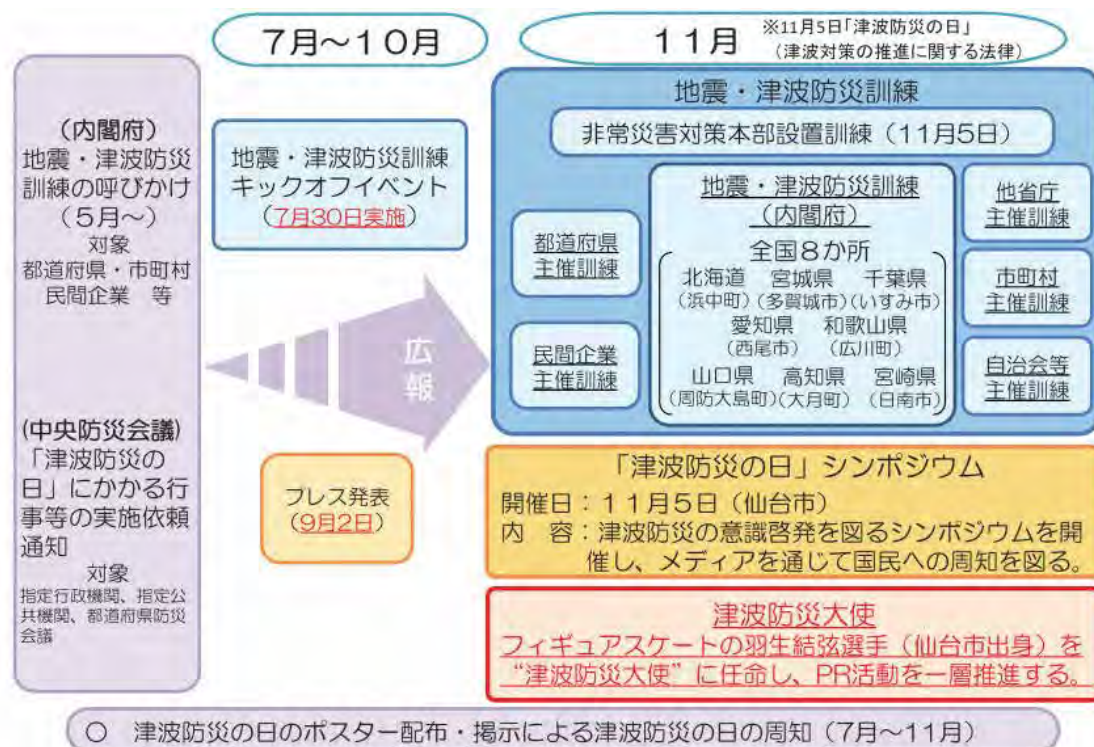 ７月～１０月
１１月
※11月5日「津波防災の日」
（津波対策の推進に関する法律）
（内閣府）
地震・津波防災
訓練の呼びかけ
（５月～）
対象
都道府県・市町村
民間企業　等
(中央防災会議)
「津波防災の
日」にかかる行
事等の実施依頼
通知
対象
指定行政機関、指定公
共機関、都道府県防災
会議
地震・津波防災訓練
キックオフイベント
（7月30日実施）
広報
プレス発表
（9月2日）
地震・津波防災訓練
非常災害対策本部設置訓練（11月5日）
都道府県
主催訓練
民間企業
主催訓練
地震・津波防災訓練
（内閣府）
全国８か所
北海道　宮城県　千葉県
(浜中町)(多賀城市)(いすみ市)
愛知県　和歌山県
(西尾市)　(広川町)
山口県　高知県　宮崎県
(周防大島町)(大月町)　(日南市)
他省庁
主催訓練
市町村
主催訓練
自治会等
主催訓練
「津波防災の日」シンポジウム
開催日：１１月５日（仙台市）
内　容：津波防災の意識啓発を図るシンポジウムを開
催し、メディアを通じて国民への周知を図る。
津波防災大使
フィギュアスケートの羽生結弦選手（仙台市出身）を
“津波防災大使”に任命し、PR活動を一層推進する。
○　津波防災の日のポスター配布・掲示による津波防災の日の周知（7月～11月）